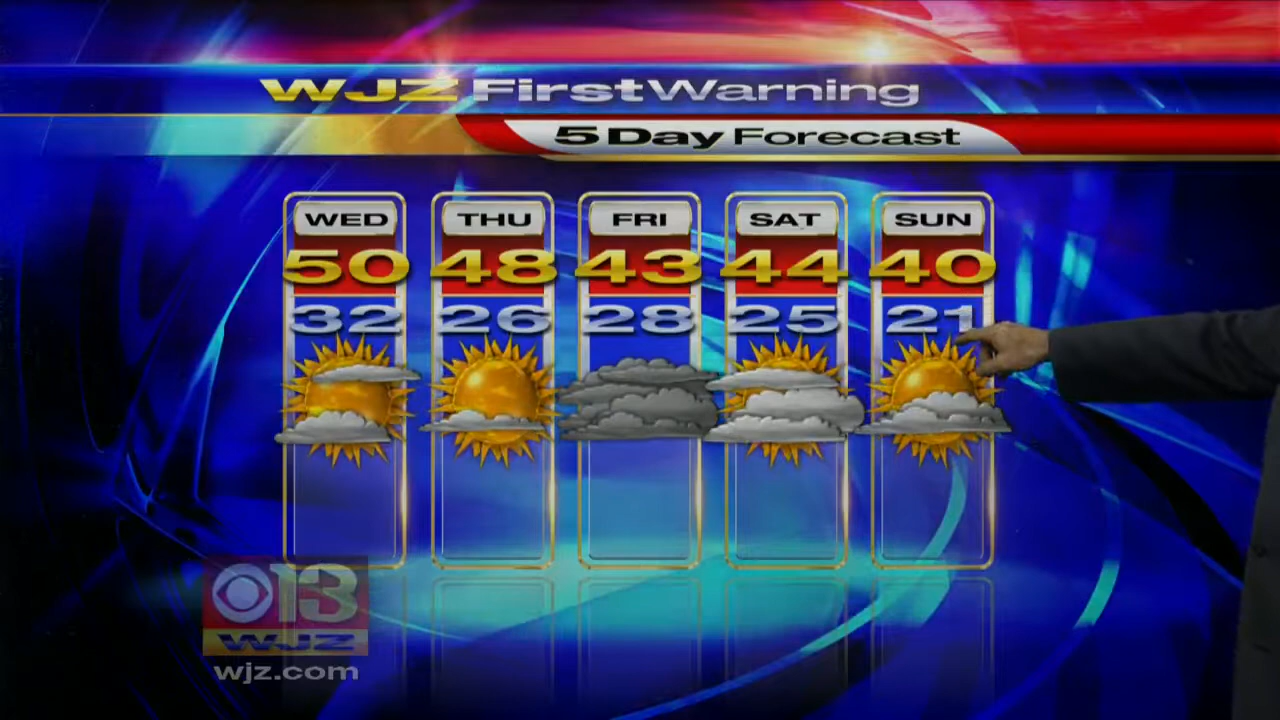 WJZ FirstWarning
5 Day Forecast
WED THU FRI SAT SUN
50 48 43 44 40
32 26 28 25 21
13
WJZ
wjz.com